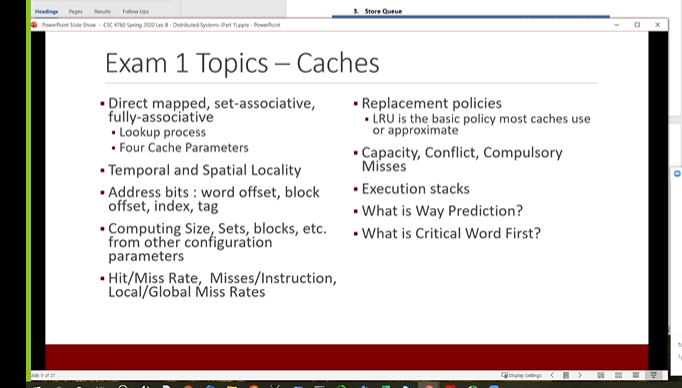 Headings Pages Results Follow Ups
3. Store Queue
PowerPoint Slide Show - CSC 4760 Spring 2020 Lec 8 - Distributed Systems (Part 1).pptx - PowerPoint
Exam 1 Topics – Caches
▪ Direct mapped, set-associative,
fully-associative
▪ Lookup process
▪ Four Cache Parameters
▪ Temporal and Spatial Locality
▪ Address bits : word offset, block
offset, index, tag
▪ Computing Size, Sets, blocks, etc.
from other configuration
parameters
▪ Hit/Miss Rate, Misses/Instruction,
Local/Global Miss Rates
▪ Replacement policies
▪ LRU is the basic policy most caches use
or approximate
▪ Capacity, Conflict, Compulsory
Misses
▪ Execution stacks
▪ What is Way Prediction?
▪ What is Critical Word First?
Slide 1 of 37
Display Settings